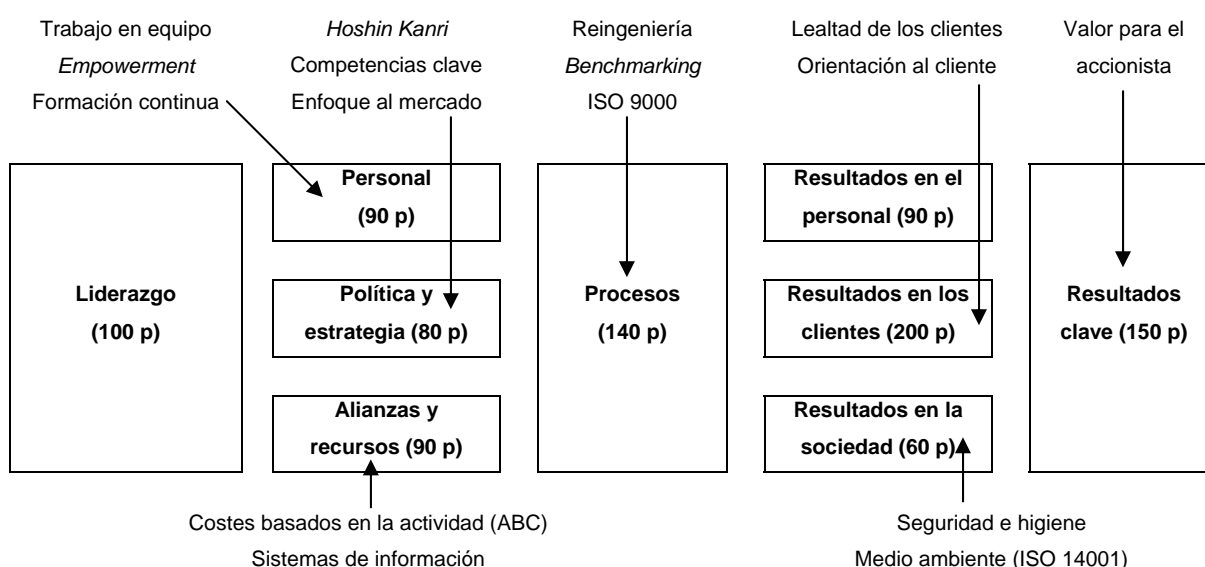 Trabajo en equipo
Empowerment
Formación continua
Hoshin Kanri
Competencias clave
Enfoque al mercado
Reingeniería
Benchmarking
ISO 9000
Lealtad de los clientes
Orientación al cliente
Valor para el
accionista
Liderazgo
(100 p)
Personal
(90 p)
Política y
estrategia (80 p)
Alianzas y
recursos (90 p)
Procesos
(140 p)
Resultados en el
personal (90 p)
Resultados en los
clientes (200 p)
Resultados en la
sociedad (60 p)
Resultados
clave (150 p)
Costes basados en la actividad (ABC)
Sistemas de información
Seguridad e higiene
Medio ambiente (ISO 14001)